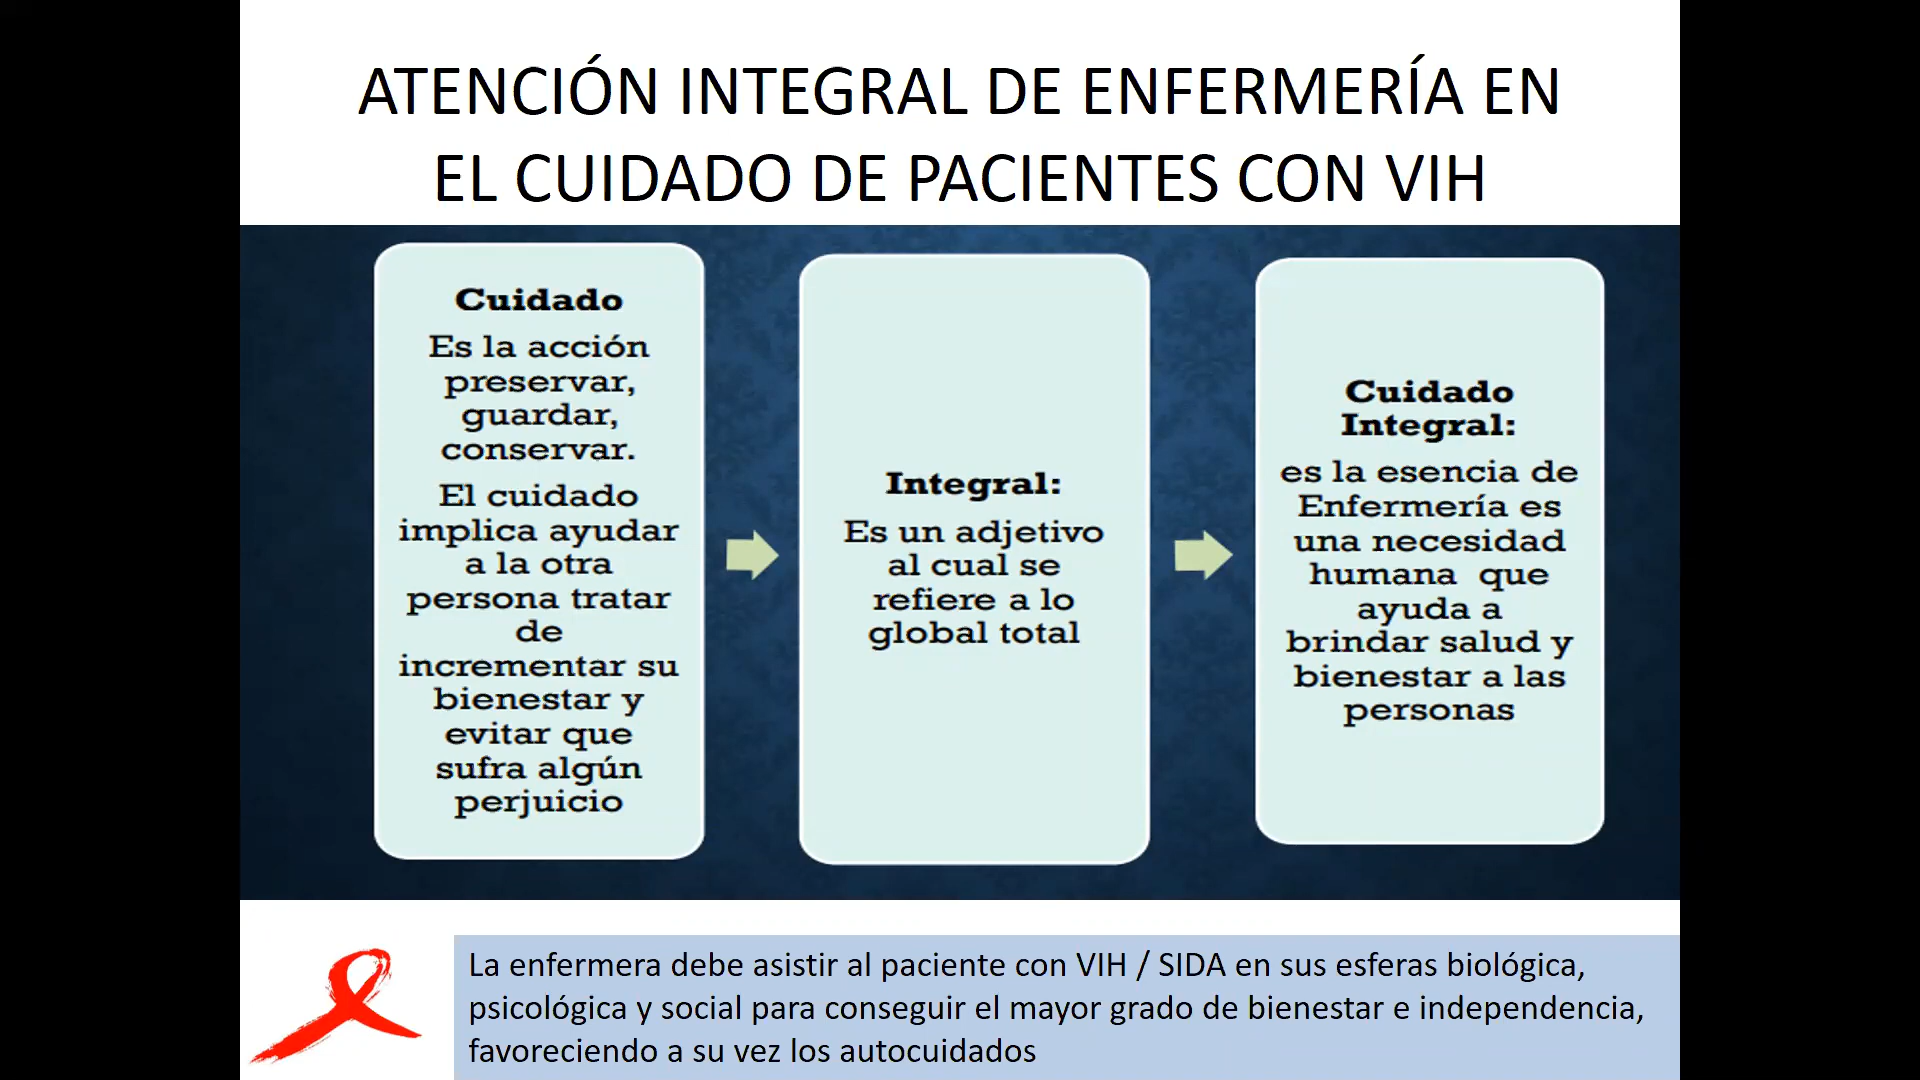 ATENCIÓN INTEGRAL DE ENFERMERÍA EN
EL CUIDADO DE PACIENTES CON VIH
Cuidado
Es la acción
preservar,
guardar,
conservar.
El cuidado
implica ayudar
a la otra
persona tratar
de
incrementar su
bienestar y
evitar que
sufra algún
perjuicio
Integral:
Es un adjetivo
al cual se
refiere a lo
global total
Cuidado
Integral:
es la esencia de
Enfermería es
una necesidad
humana que
ayuda a
brindar salud y
bienestar a las
personas
La enfermera debe asistir al paciente con VIH / SIDA en sus esferas biológica,
psicológica y social para conseguir el mayor grado de bienestar e independencia,
favoreciendo a su vez los autocuidados